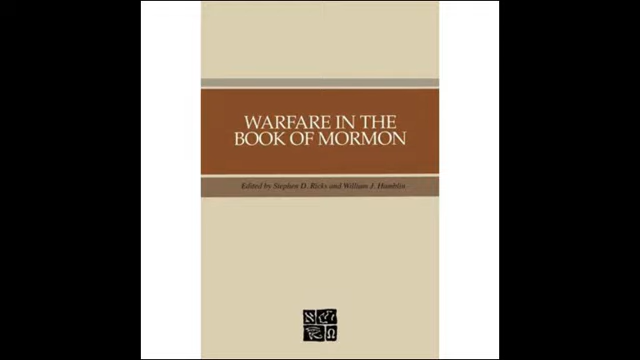 WARFARE IN THE
BOOK OF MORMON
Edited by Stephen D. Ricks and William J. Hamblin